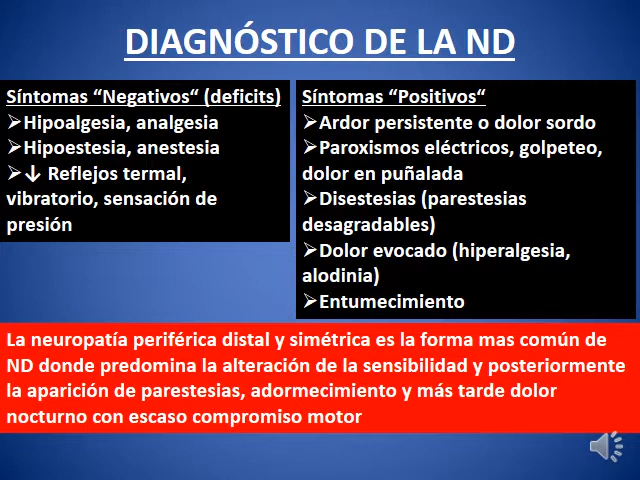 DIAGNÓSTICO DE LA ND
Síntomas “Negativos“ (deficits)
➢Hipoalgesia, analgesia
➢Hipoestesia, anestesia
➢↓ Reflejos termal,
vibratorio, sensación de
presión
Síntomas “Positivos“
➢Ardor persistente o dolor sordo
➢Paroxismos eléctricos, golpeteo,
dolor en puñalada
➢Disestesias (parestesias
desagradables)
➢Dolor evocado (hiperalgesia,
alodinia)
➢Entumecimiento
La neuropatía periférica distal y simétrica es la forma mas común de
ND donde predomina la alteración de la sensibilidad y posteriormente
la aparición de parestesias, adormecimiento y más tarde dolor
nocturno con escaso compromiso motor